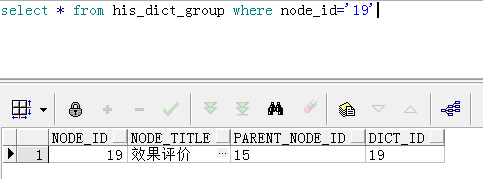 select * from his_dict_group where node_id='19'
NODE_ID NODE_TITLE PARENT_NODE_ID DICT_ID
1 19 效果评价 ... 15 19